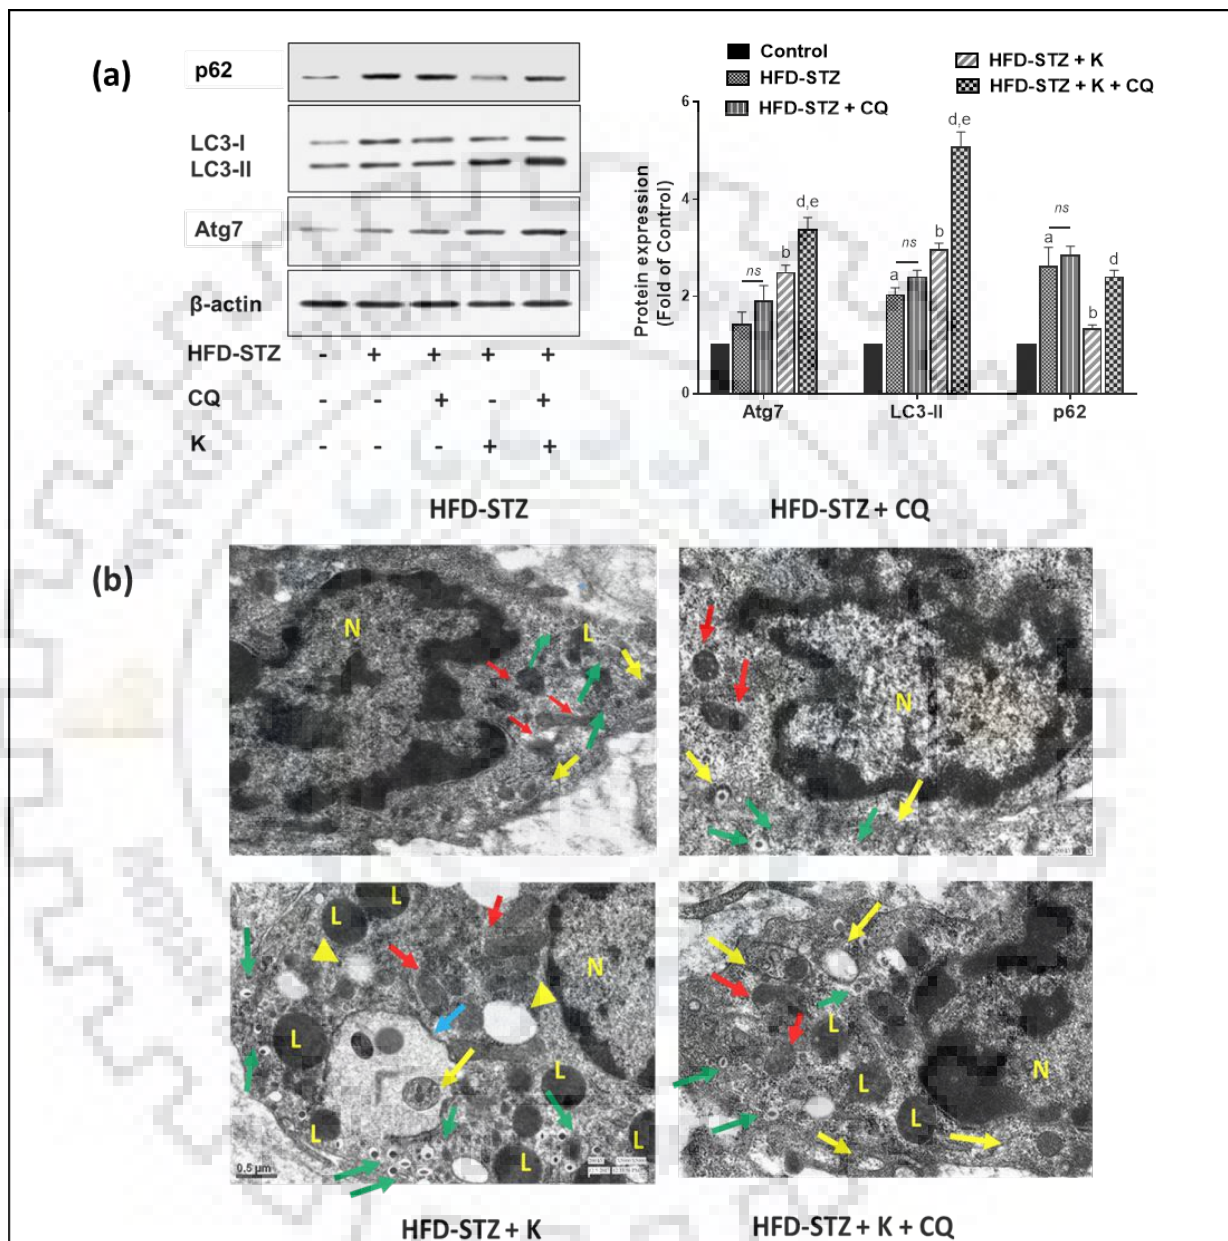 (a)
p62
LC3-I
LC3-II
Atg7
β-actin
HFD-STZ - + + + +
CQ - - + - +
K - - - + +
Control
HFD-STZ
HFD-STZ + CQ
HFD-STZ + K
HFD-STZ + K + CQ
Protein expression
(Fold of Control)
6
4
2
0
ns
b
d,e
a
ns
b
d,e
a
ns
b
d
Atg7
LC3-II
p62
(b)
HFD-STZ
HFD-STZ + CQ
N
L
N
L
L
N
L
L
L
L
L
0.5 µm
L
L
L
N
HFD-STZ + K
HFD-STZ + K + CQ